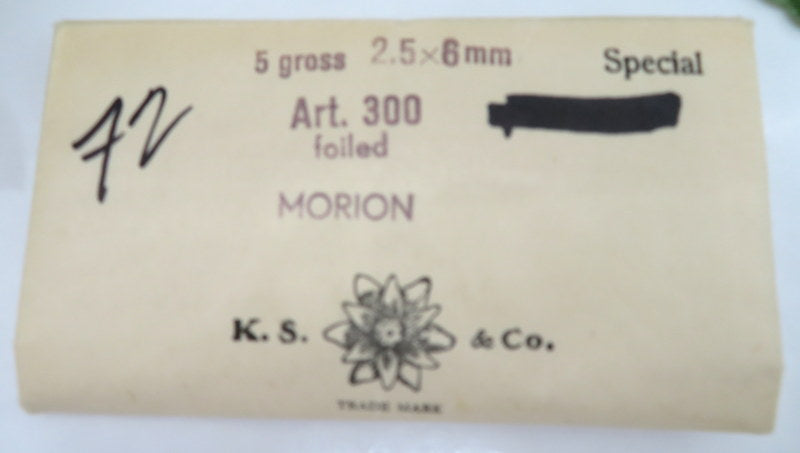 5 gross 2.5×6mm Special
72
Art. 300
foiled
MORION
K. S. & Co.
TRADE MARK